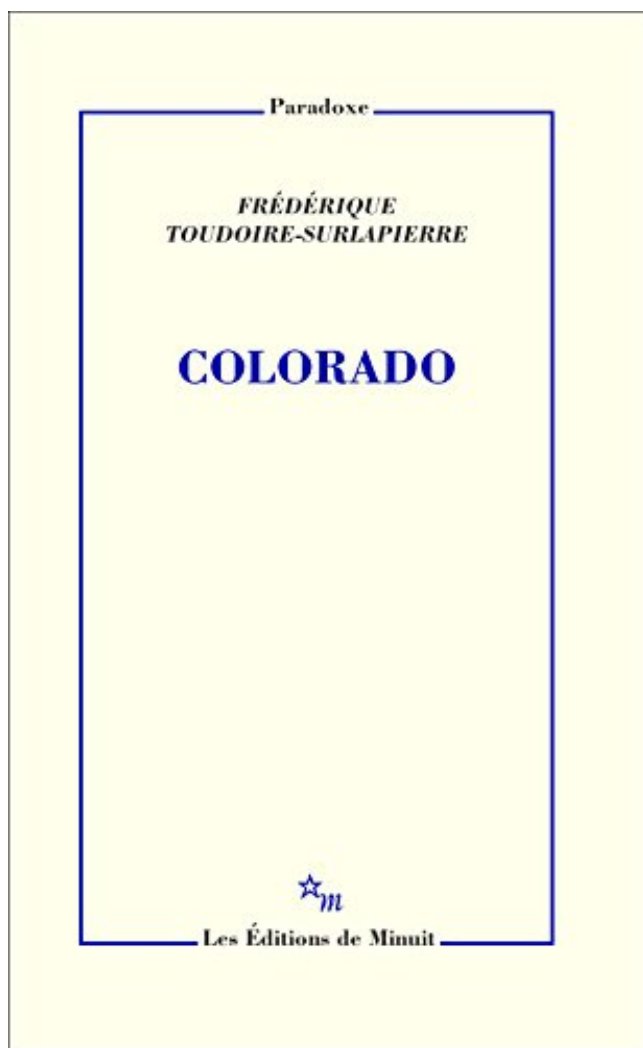 Paradoxe
FRÉDÉRIQUE
TOUDOIRE-SURLAPIERRE
COLORADO
m
Les Éditions de Minuit